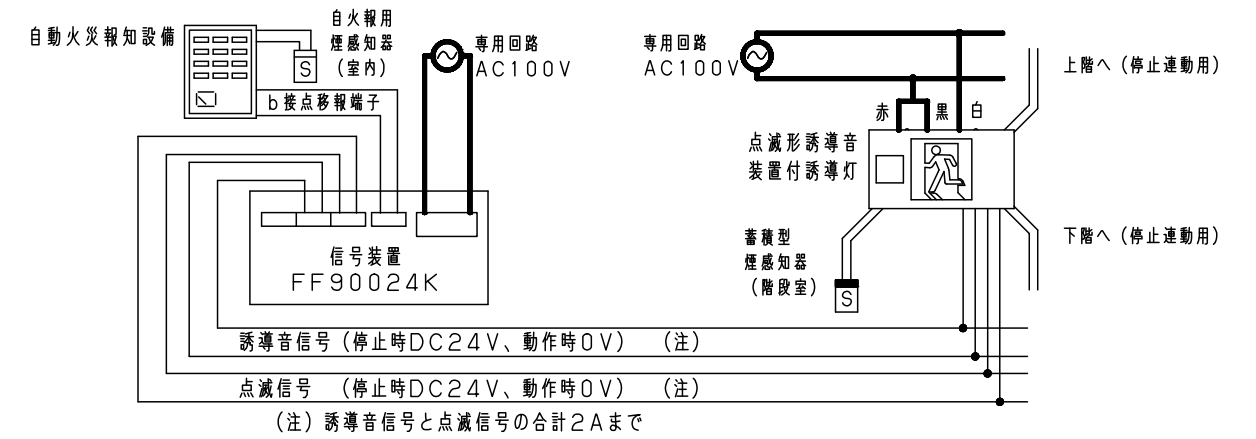 自動火災報知設備
自火報用
煙感知器
（室内）
S
b接点移報端子
専用回路
AC100V
専用回路
AC100V
赤
黒
白
上階へ（停止連動用）
点滅形誘導音
装置付誘導灯
下階へ（停止連動用）
蓄積型
煙感知器
（階段室）
S
信号装置
FF90024K
誘導音信号（停止時DC24V、動作時0V）　（注）
点滅信号　（停止時DC24V、動作時0V）　（注）
（注）誘導音信号と点滅信号の合計2Aまで